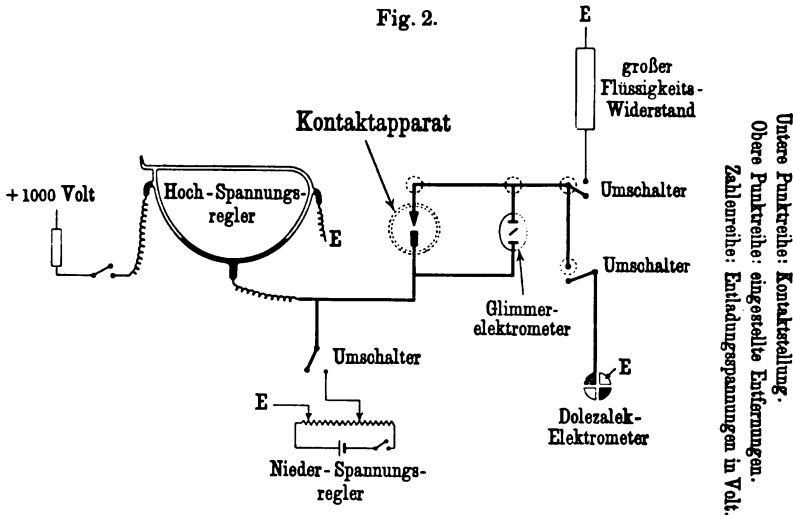 Fig. 2.
E
großer
Flüssigkeits-
Widerstand
Kontaktapparat
+1000 Volt
Hoch-Spannungs-
regler
E
Umschalter
Umschalter
Glimmer-
elektrometer
Umschalter
E
E
Dolezalek-
Elektrometer
Nieder-Spannungs-
regler
Untere Punktreihe: Kontaktstellung.
Obere Punktreihe: eingestellte Entfernungen.
Zahlenreihe: Entladungsspannungen in Volt.